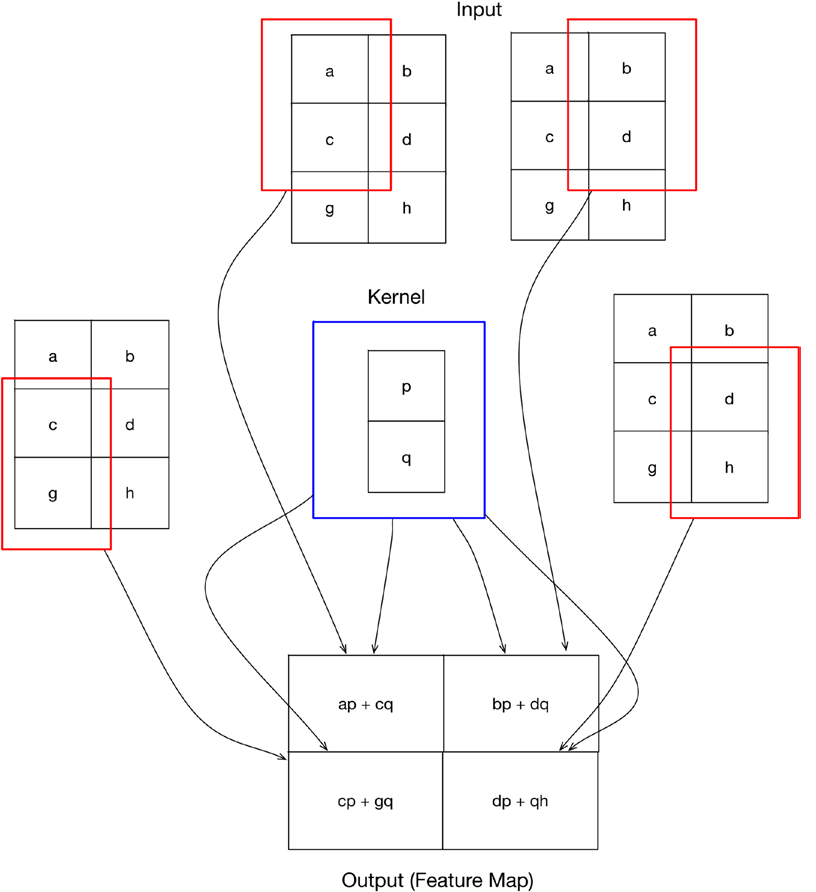 Input
a b
c d
g h
a b
c d
g h
Kernel
p
q
a b
c d
g h
a b
c d
g h
ap + cq
bp + dq
cp + gq
dp + qh
Output (Feature Map)